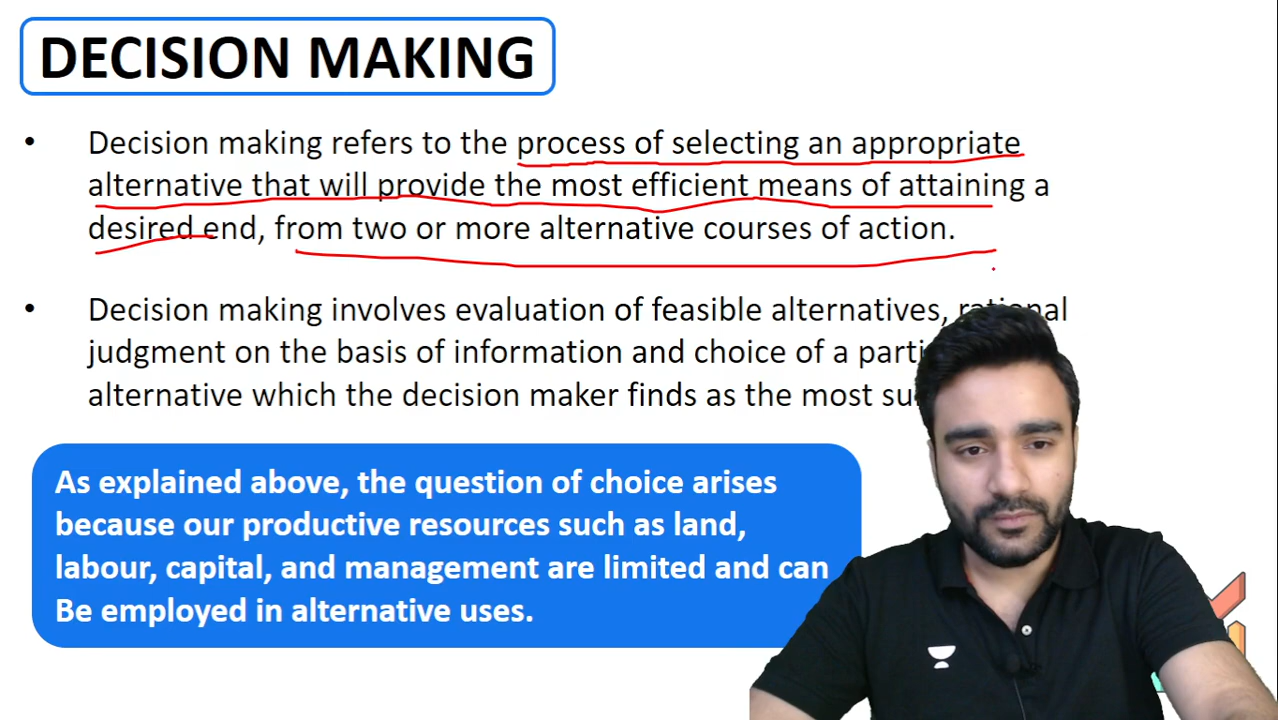 DECISION MAKING
• Decision making refers to the process of selecting an appropriate
alternative that will provide the most efficient means of attaining a
desired end, from two or more alternative courses of action.
• Decision making involves evaluation of feasible alternatives, rational
judgment on the basis of information and choice of a
alternative which the decision maker finds as the most
As explained above, the question of choice arises
because our productive resources such as land,
labour, capital, and management are limited and can
Be employed in alternative uses.